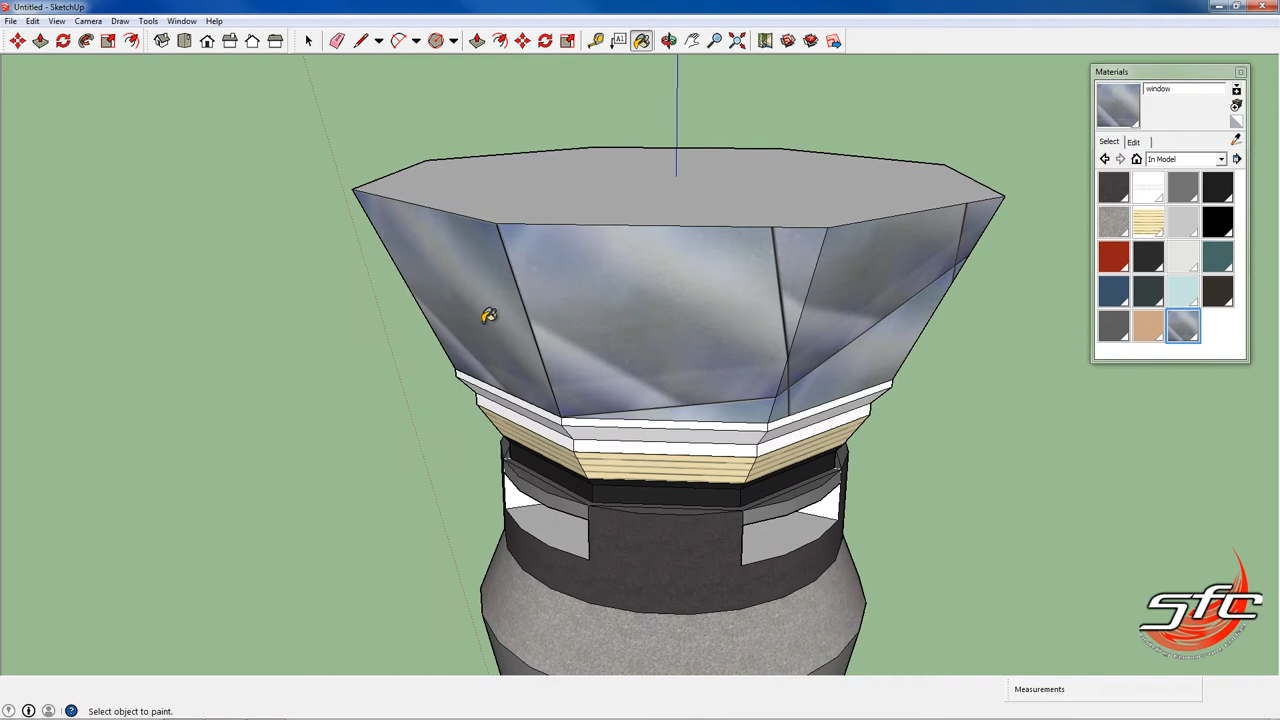 Untitled - SketchUp
File Edit View Camera Draw Tools Window Help
A1
Materials
window
Select Edit
In Model
sfc
Measurements
Select object to paint.